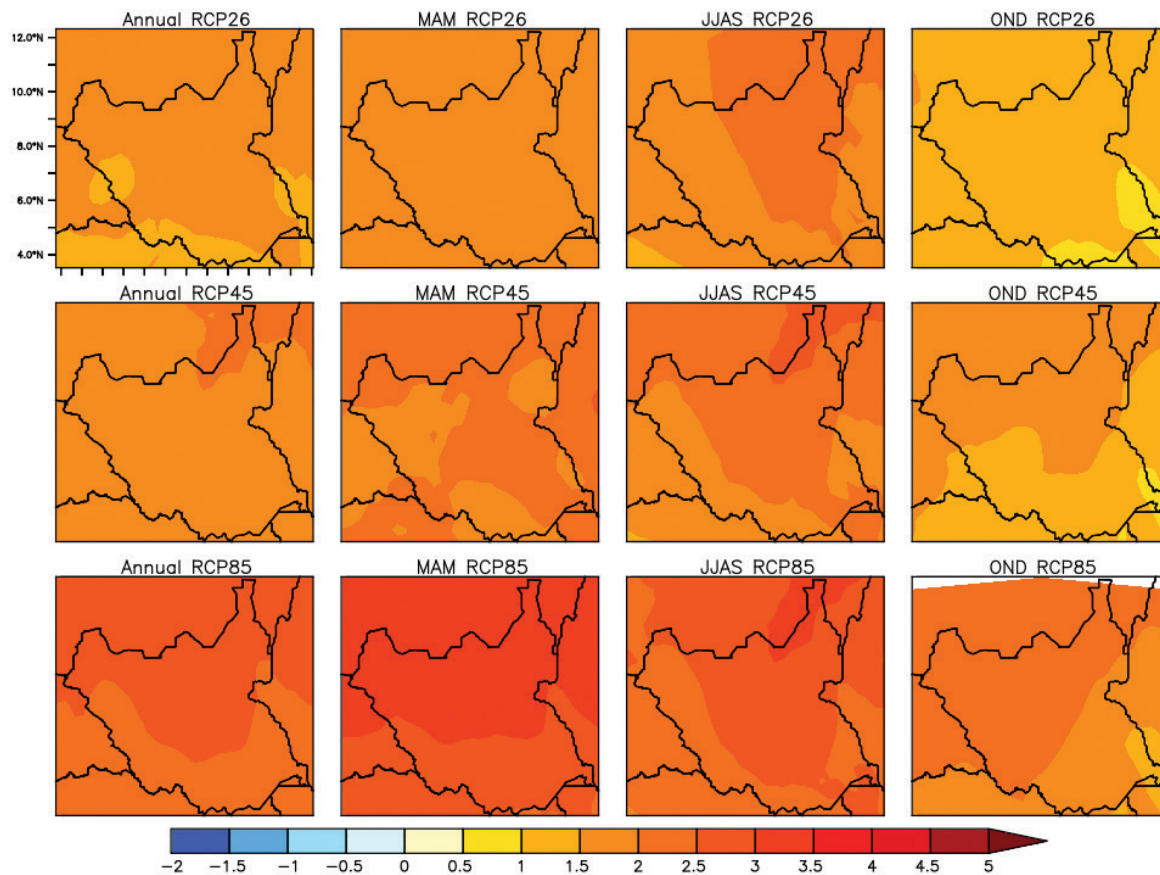 Annual RCP26 MAM RCP26 JJAS RCP26 OND RCP26
12.0°N
10.0°N
8.0°N
6.0°N
4.0°N
Annual RCP45 MAM RCP45 JJAS RCP45 OND RCP45
Annual RCP85 MAM RCP85 JJAS RCP85 OND RCP85
-2 -1.5 -1 -0.5 0 0.5 1 1.5 2 2.5 3 3.5 4 4.5 5